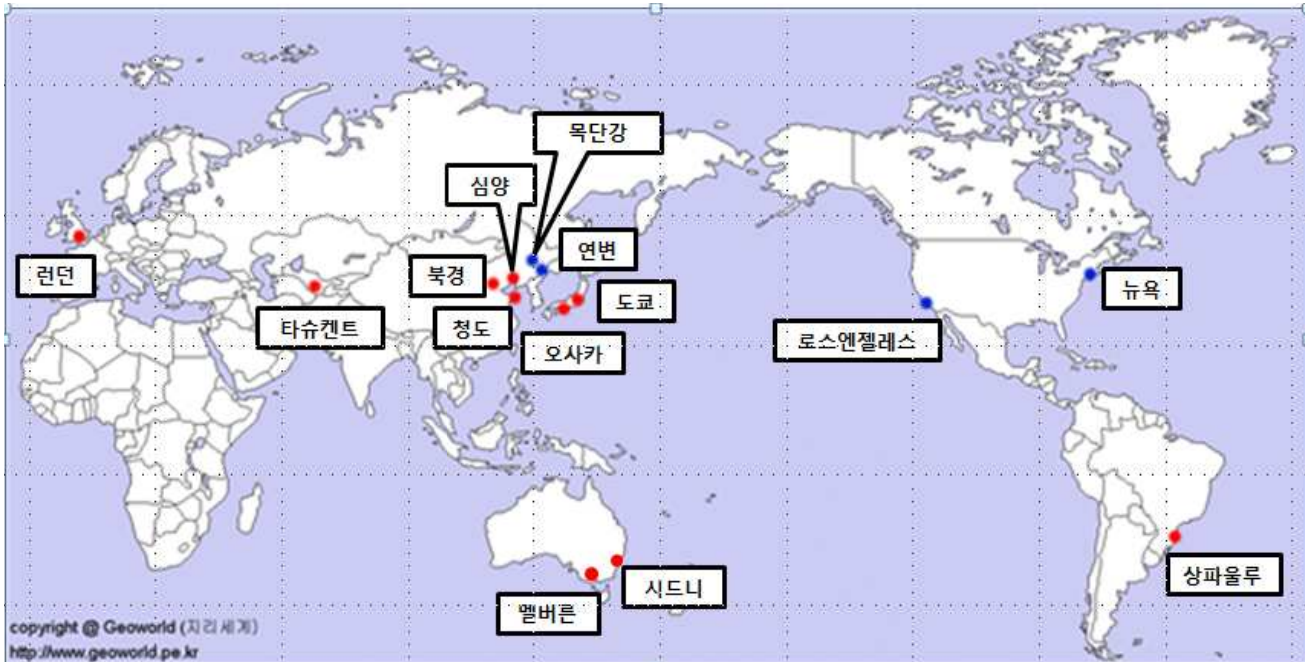 목단강
심양
연변
런던
북경
뉴욕
도쿄
타슈켄트
청도
로스엔젤레스
오사카
상파울루
시드니
멜버른
copyright @ Geoworld (지리세계)
http://www.geoworld.pe.kr